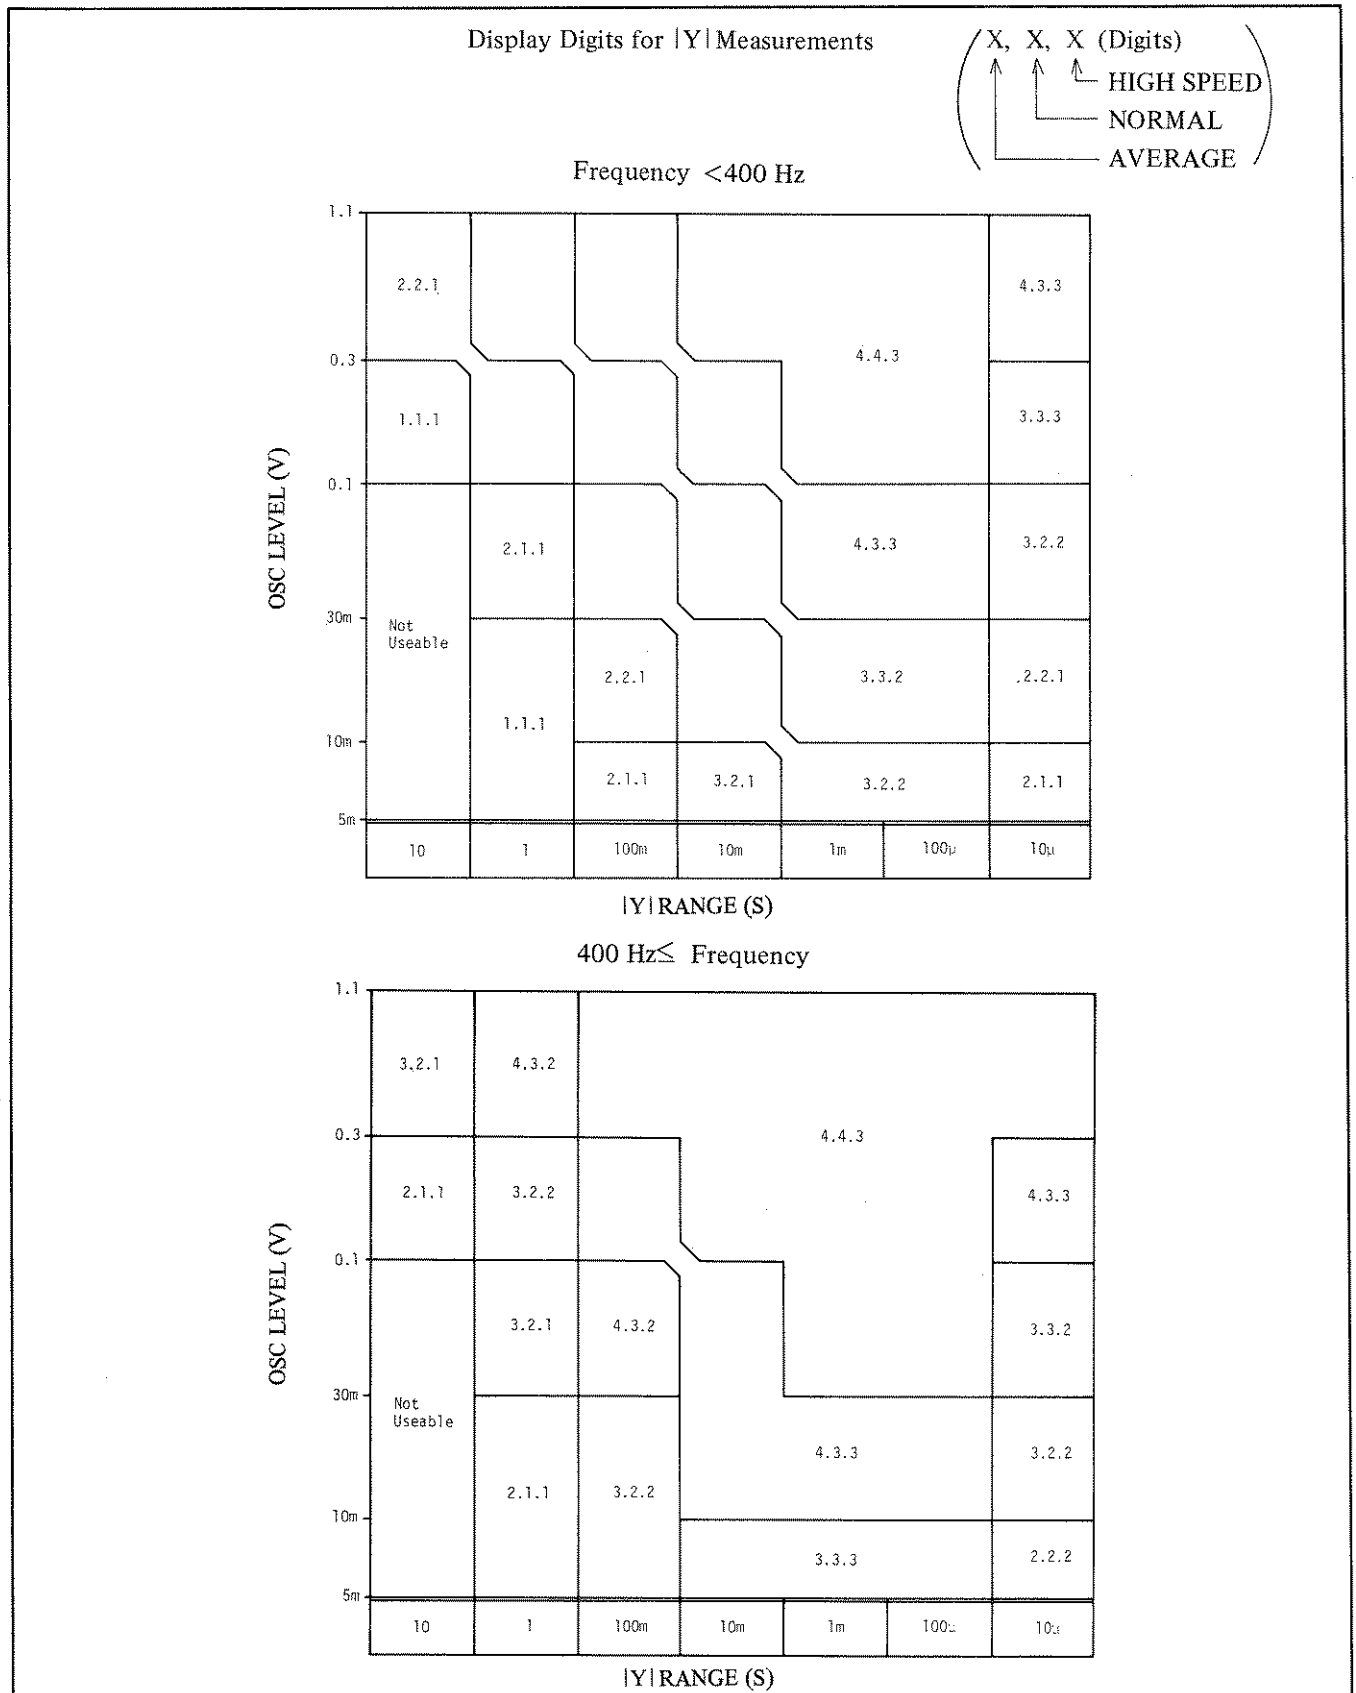 Display Digits for |Y| Measurements
X, X, X (Digits)
HIGH SPEED
NORMAL
AVERAGE
Frequency <400 Hz
OSC LEVEL (V)
1.1
2.2.1
4.3.3
0.3
4.4.3
1.1.1
3.3.3
0.1
2.1.1
4.3.3
3.2.2
30m
Not
Useable
2.2.1
3.3.2
2.2.1
1.1.1
10m
2.1.1
3.2.1
3.2.2
2.1.1
5m
10 1 100m 10m 1m 100µ 10µ
|Y| RANGE (S)
400 Hz≤ Frequency
OSC LEVEL (V)
1.1
3.2.1
4.3.2
0.3
4.4.3
2.1.1
3.2.2
4.3.3
0.1
3.2.1
4.3.2
3.3.2
30m
Not
Useable
4.3.3
3.2.2
2.1.1
3.2.2
10m
3.3.3
2.2.2
5m
10 1 100m 10m 1m 100µ 10µ
|Y| RANGE (S)